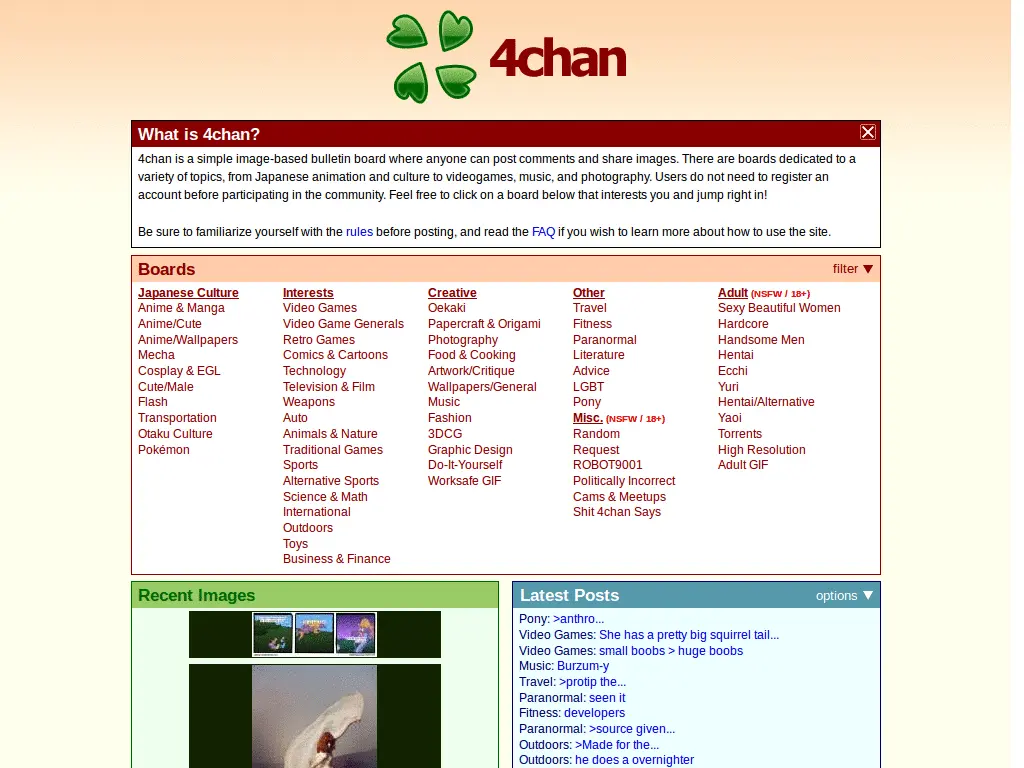 4chan
What is 4chan?
4chan is a simple image-based bulletin board where anyone can post comments and share images. There are boards dedicated to a
variety of topics, from Japanese animation and culture to videogames, music, and photography. Users do not need to register an
account before participating in the community. Feel free to click on a board below that interests you and jump right in!
Be sure to familiarize yourself with the rules before posting, and read the FAQ if you wish to learn more about how to use the site.
Boards
filter ▼
Japanese Culture
Anime & Manga
Anime/Cute
Anime/Wallpapers
Mecha
Cosplay & EGL
Cute/Male
Flash
Transportation
Otaku Culture
Pokémon
Interests
Video Games
Video Game Generals
Retro Games
Comics & Cartoons
Technology
Television & Film
Weapons
Auto
Animals & Nature
Traditional Games
Sports
Alternative Sports
Science & Math
International
Outdoors
Toys
Business & Finance
Creative
Oekaki
Papercraft & Origami
Photography
Food & Cooking
Artwork/Critique
Wallpapers/General
Music
Fashion
3DCG
Graphic Design
Do-It-Yourself
Worksafe GIF
Other
Travel
Fitness
Paranormal
Literature
Advice
LGBT
Pony
Misc. (NSFW / 18+)
Random
Request
ROBOT9001
Politically Incorrect
Cams & Meetups
Shit 4chan Says
Adult (NSFW / 18+)
Sexy Beautiful Women
Hardcore
Handsome Men
Hentai
Ecchi
Yuri
Hentai/Alternative
Yaoi
Torrents
High Resolution
Adult GIF
Recent Images
Latest Posts
options ▼
Pony: >anthro...
Video Games: She has a pretty big squirrel tail...
Video Games: small boobs > huge boobs
Music: Burzum-y
Travel: >protip the...
Paranormal: seen it
Fitness: developers
Paranormal: >source given...
Outdoors: >Made for the...
Outdoors: he does a overnighter